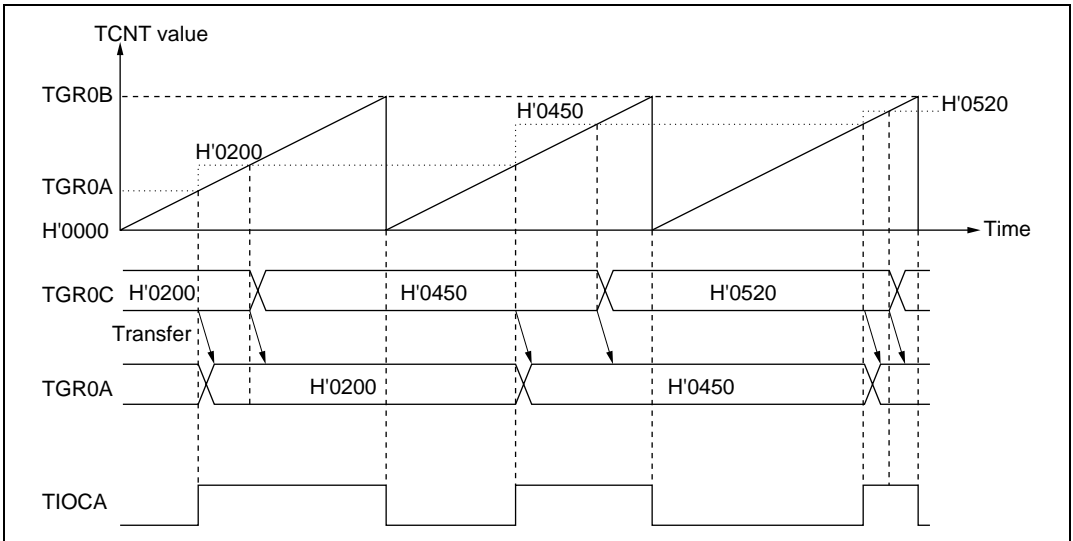 TCNT value
TGR0B
H'0520
H'0450
H'0200
TGR0A
H'0000
Time
TGR0C
H'0200
H'0450
H'0520
Transfer
TGR0A
H'0200
H'0450
TIOCA